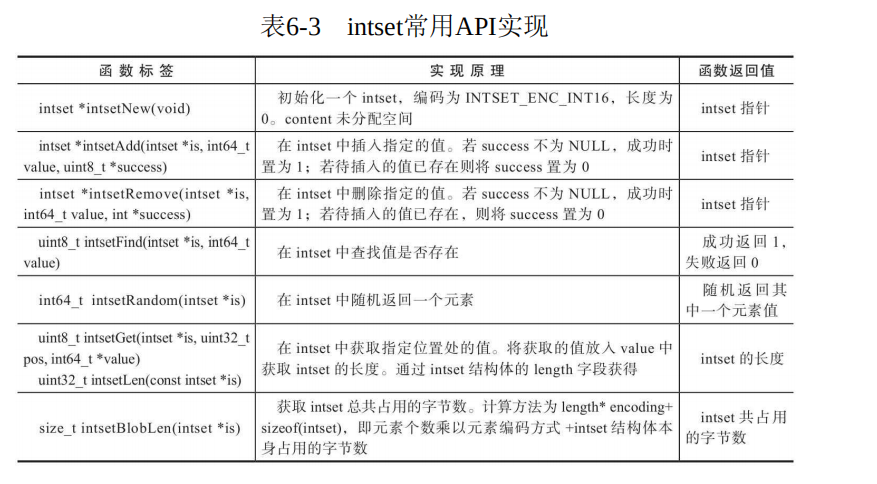 表6-3 intset常用API实现
函 数 标 签 实 现 原 理 函数返回值
intset *intsetNew(void)
初始化一个 intset，编码为 INTSET_ENC_INT16，长度为
0。content 未分配空间
intset 指针
intset *intsetAdd(intset *is, int64_t
value, uint8_t *success)
在 intset 中插入指定的值。若 success 不为 NULL，成功时
置为 1；若待插入的值已存在则将 success 置为 0
intset 指针
intset *intsetRemove(intset *is,
int64_t value, int *success)
在 intset 中删除指定的值。若 success 不为 NULL，成功时
置为 1；若待插入的值已存在，则将 success 置为 0
intset 指针
uint8_t intsetFind(intset *is, int64_t
value)
在 intset 中查找值是否存在
成功返回 1，
失败返回 0
int64_t intsetRandom(intset *is)
在 intset 中随机返回一个元素
随机返回其
中一个元素值
uint8_t intsetGet(intset *is, uint32_t
pos, int64_t *value)
uint32_t intsetLen(const intset *is)
在 intset 中获取指定位置处的值。将获取的值放入 value 中
获取 intset 的长度。通过 intset 结构体的 length 字段获得
intset 的长度
size_t intsetBlobLen(intset *is)
获取 intset 总共占用的字节数。计算方法为 length* encoding+
sizeof(intset)，即元素个数乘以元素编码方式 +intset 结构体本
身占用的字节数
intset 共占用
的字节数